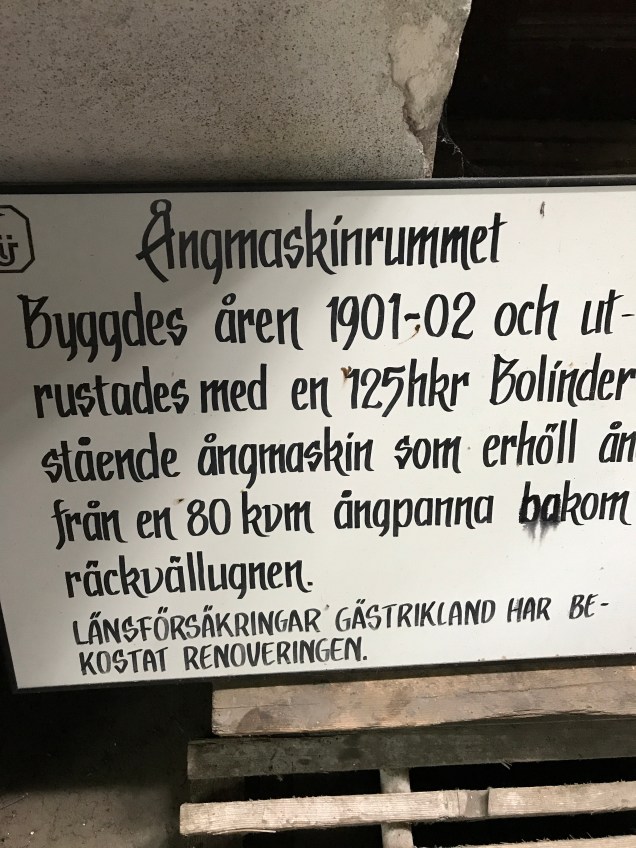 Ångmaskinrummet
Byggdes åren 1901-02 och ut-
rustades med en 125hkr Bolinder
stående ångmaskin som erhöll ån
från en 80 kvm ångpanna bakom
räckvällugnen.
LÄNSFÖRSÄKRINGAR GÄSTRIKLAND HAR BE-
KOSTAT RENOVERINGEN.